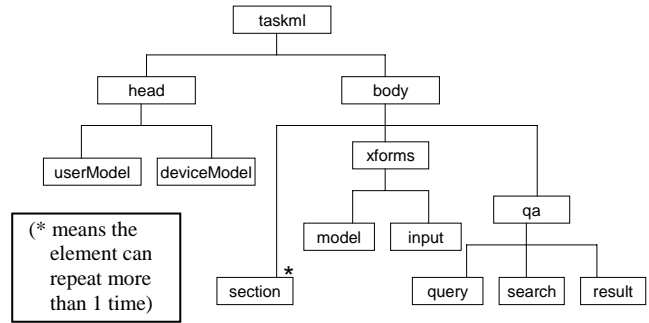 taskml
head
body
xforms
userModel
deviceModel
qa
model
input
(* means the
element can
repeat more
than 1 time)
*
section
query
search
result